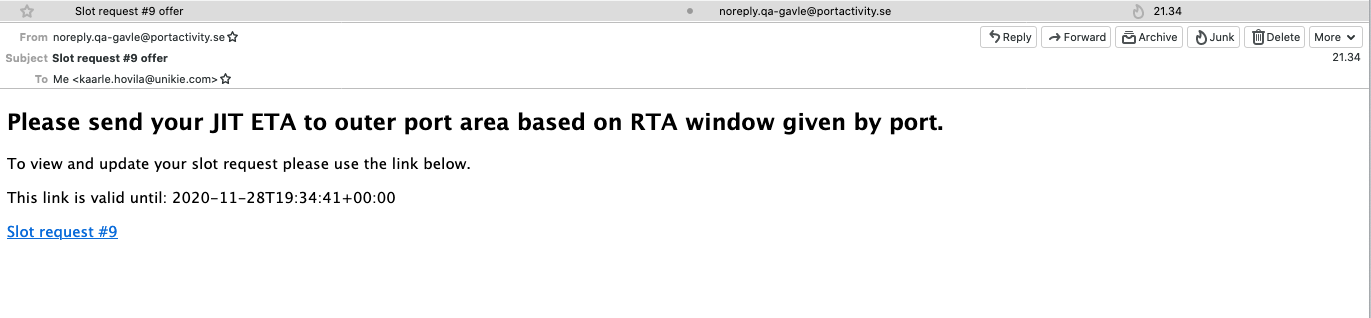 Slot request #9 offer noreply.qa-gavle@portactivity.se 21.34
From noreply.qa-gavle@portactivity.se Reply Forward Archive Junk Delete More
Subject Slot request #9 offer 21.34
To Me <kaarle.hovila@unikie.com>
Please send your JIT ETA to outer port area based on RTA window given by port.
To view and update your slot request please use the link below.
This link is valid until: 2020-11-28T19:34:41+00:00
Slot request #9